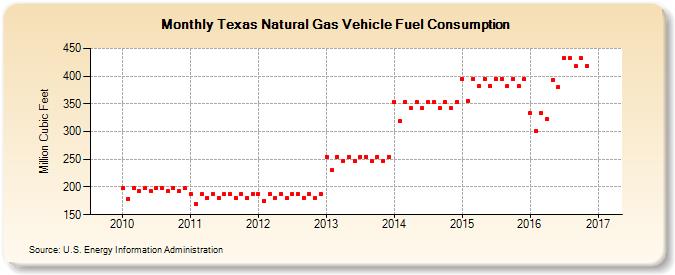 Monthly Texas Natural Gas Vehicle Fuel Consumption
Million Cubic Feet
450
400
350
300
250
200
150
2010 2011 2012 2013 2014 2015 2016 2017
Source: U.S. Energy Information Administration